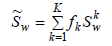 S̃_w = ∑_{k=1}^{K} f_k S_w^k